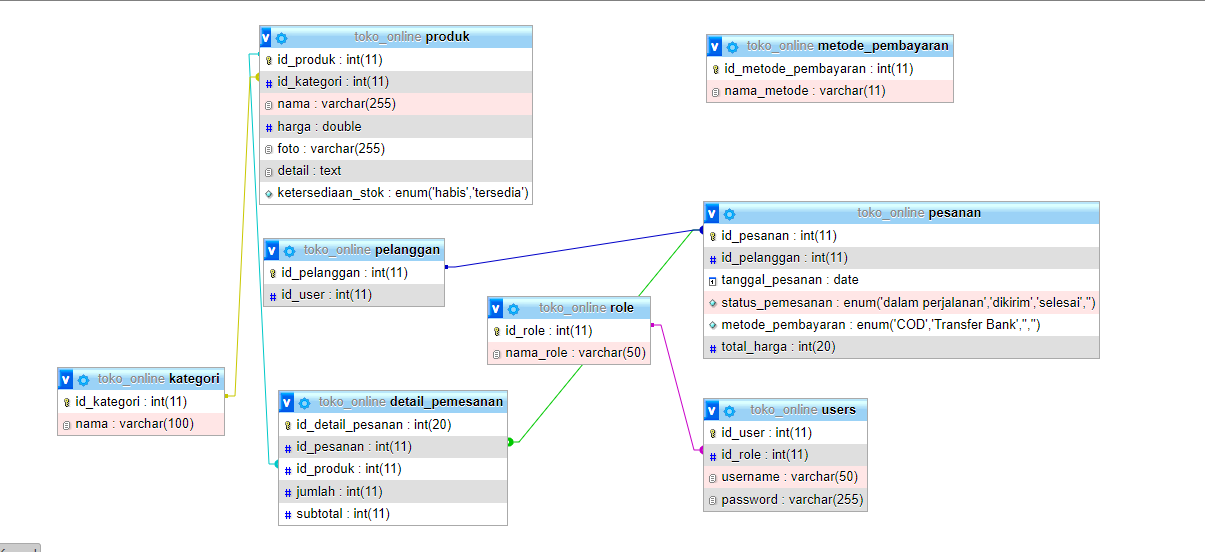 toko_online produk
id_produk : int(11)
id_kategori : int(11)
nama : varchar(255)
harga : double
foto : varchar(255)
detail : text
ketersediaan_stok : enum('habis','tersedia')
toko_online metode_pembayaran
id_metode_pembayaran : int(11)
nama_metode : varchar(11)
toko_online pelanggan
id_pelanggan : int(11)
id_user : int(11)
toko_online pesanan
id_pesanan : int(11)
id_pelanggan : int(11)
tanggal_pesanan : date
status_pemesanan : enum('dalam perjalanan','dikirim','selesai','')
metode_pembayaran : enum('COD','Transfer Bank','','')
total_harga : int(20)
toko_online role
id_role : int(11)
nama_role : varchar(50)
toko_online kategori
id_kategori : int(11)
nama : varchar(100)
toko_online detail_pemesanan
id_detail_pesanan : int(20)
id_pesanan : int(11)
id_produk : int(11)
jumlah : int(11)
subtotal : int(11)
toko_online users
id_user : int(11)
id_role : int(11)
username : varchar(50)
password : varchar(255)